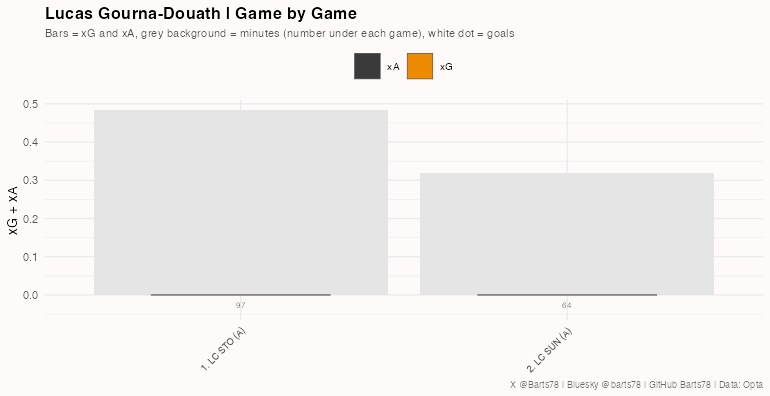 Lucas Gourna-Douath | Game by Game
Bars = xG and xA, grey background = minutes (number under each game), white dot = goals
xA xG
xG + xA
0.5
0.4
0.3
0.2
0.1
0.0
97 64
1. LC STO (A) 2. LC SUN (A)
X @Barts78 | Bluesky @barts78 | GitHub Barts78 | Data: Opta